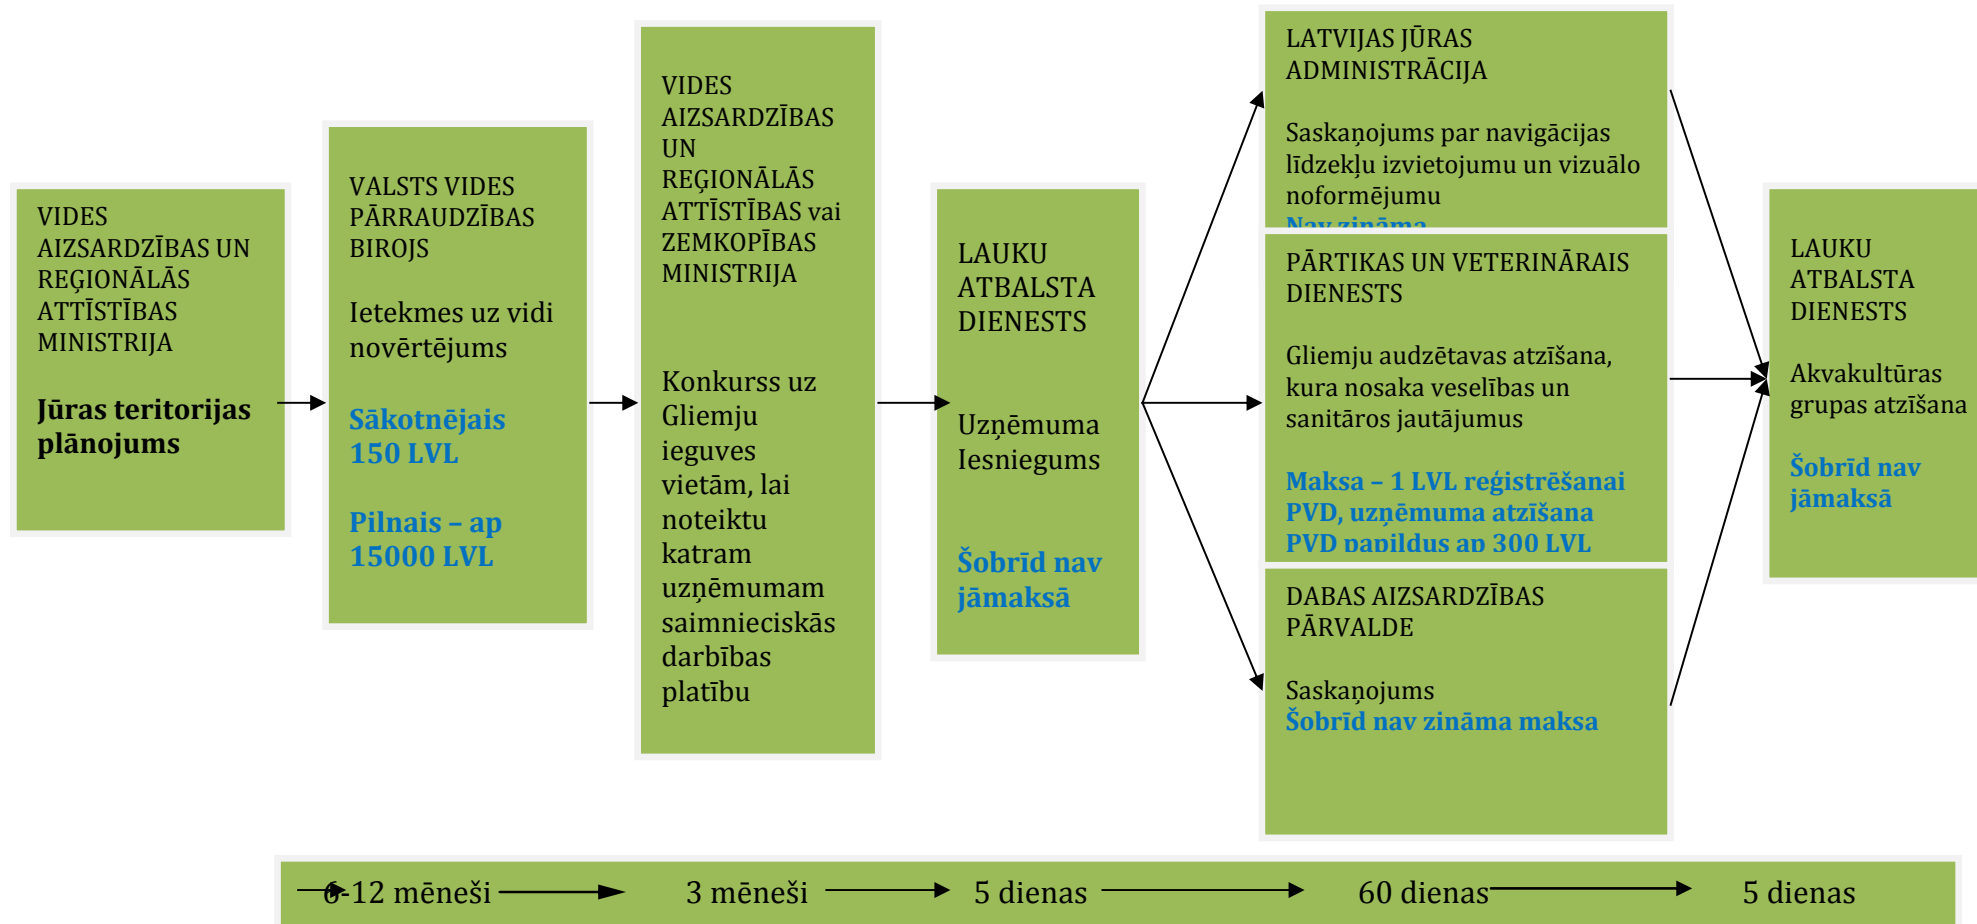 VIDES
AIZSARDZĪBAS UN
REĢIONĀLĀS
ATTĪSTĪBAS
MINISTRIJA
Jūras teritorijas
plānojums
VALSTS VIDES
PĀRRAUDZĪBAS
BIROJS
Ietekmes uz vidi
novērtējums
Sākotnējais
150 LVL
Pilnais – ap
15000 LVL
VIDES
AIZSARDZĪBAS
UN
REĢIONĀLĀS
ATTĪSTĪBAS vai
ZEMKOPĪBAS
MINISTRIJA
Konkurss uz
Gliemju
ieguves
vietām, lai
noteiktu
katram
uzņēmumam
saimnieciskās
darbības
platību
LAUKU
ATBALSTA
DIENESTS
Uzņēmuma
Iesniegums
Šobrīd nav
jāmaksā
LATVIJAS JŪRAS
ADMINISTRĀCIJA
Saskaņojums par navigācijas
līdzekļu izvietojumu un vizuālo
noformējumu
Nav zināma
PĀRTIKAS UN VETERINĀRAIS
DIENESTS
Gliemju audzētavas atzīšana,
kura nosaka veselības un
sanitāros jautājumus
Maksa – 1 LVL reģistrēšanai
PVD, uzņēmuma atzīšana
PVD papildus ap 300 LVL
DABAS AIZSARDZĪBAS
PĀRVALDE
Saskaņojums
Šobrīd nav zināma maksa
LAUKU
ATBALSTA
DIENESTS
Akvakultūras
grupas atzīšana
Šobrīd nav
jāmaksā
6-12 mēneši 3 mēneši 5 dienas 60 dienas 5 dienas